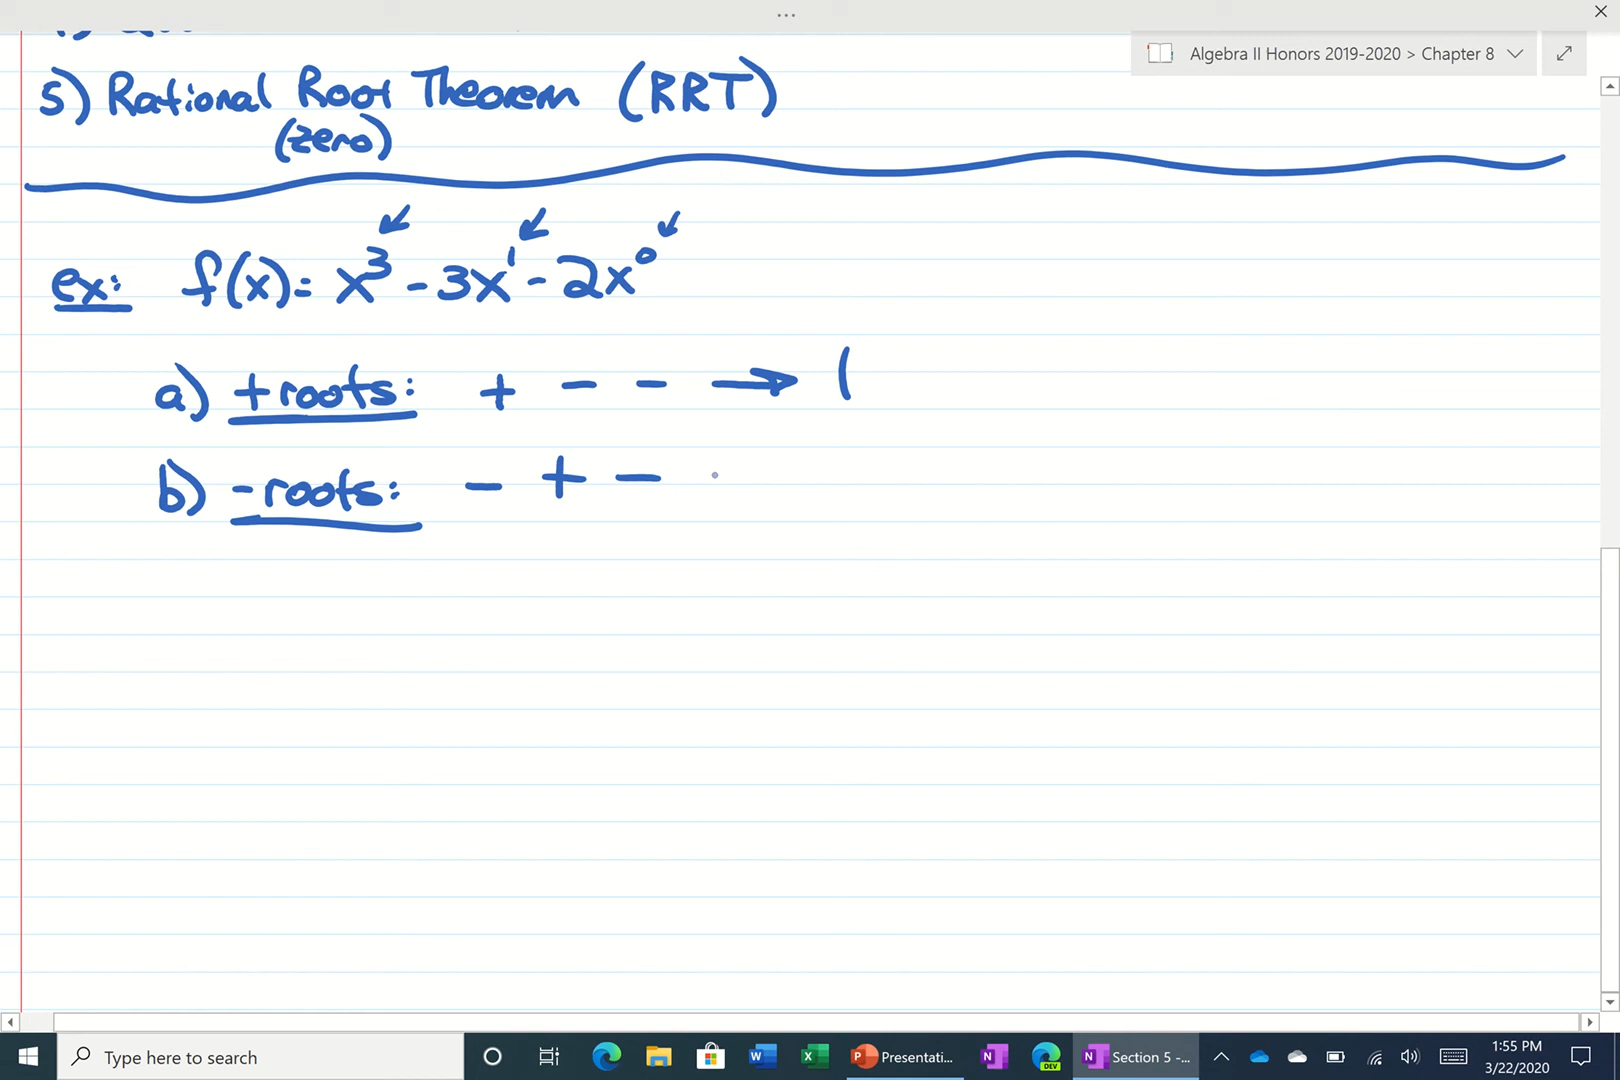 ...
Algebra II Honors 2019-2020 > Chapter 8
5) Rational Root Theorem (RRT)
(zero)
ex: f(x)= x³ - 3x¹ - 2x⁰
a) +roots: + - - → 1
b) -roots: - + -
Type here to search
Presentati...
DEV
Section 5 -...
1:55 PM
3/22/2020